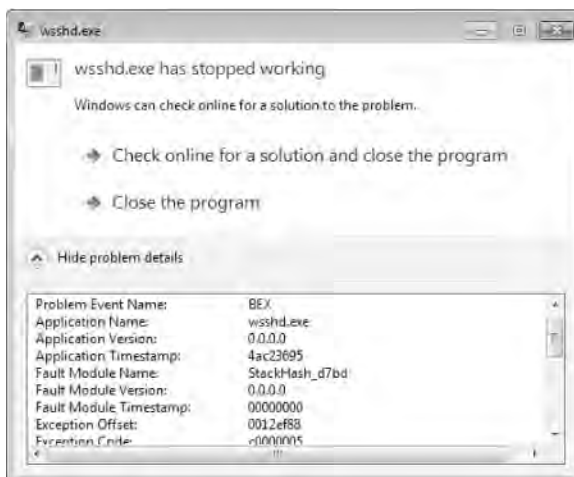 wsshd.exe
wsshd.exe has stopped working
Windows can check online for a solution to the problem.
Check online for a solution and close the program
Close the program
Hide problem details
Problem Event Name: BEX
Application Name: wsshd.exe
Application Version: 0.0.0.0
Application Timestamp: 4ac23695
Fault Module Name: StackHash_d7bd
Fault Module Version: 0.0.0.0
Fault Module Timestamp: 00000000
Exception Offset: 0012ef88
Exception Code: c0000005